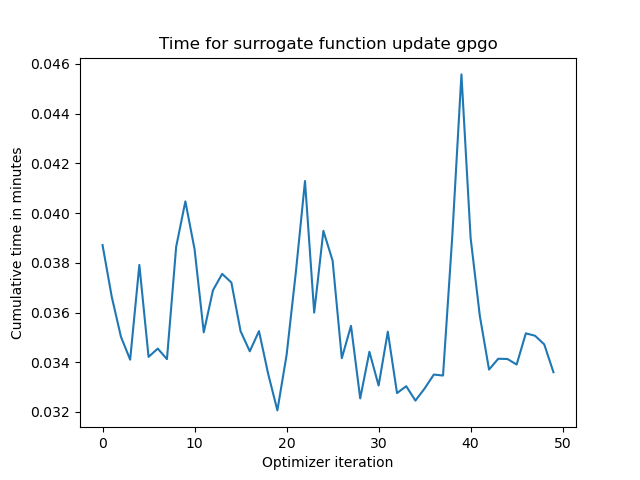 Time for surrogate function update gpgo
0.046
0.044
0.042
0.040
0.038
0.036
0.034
0.032
Cumulative time in minutes
0 10 20 30 40 50
Optimizer iteration